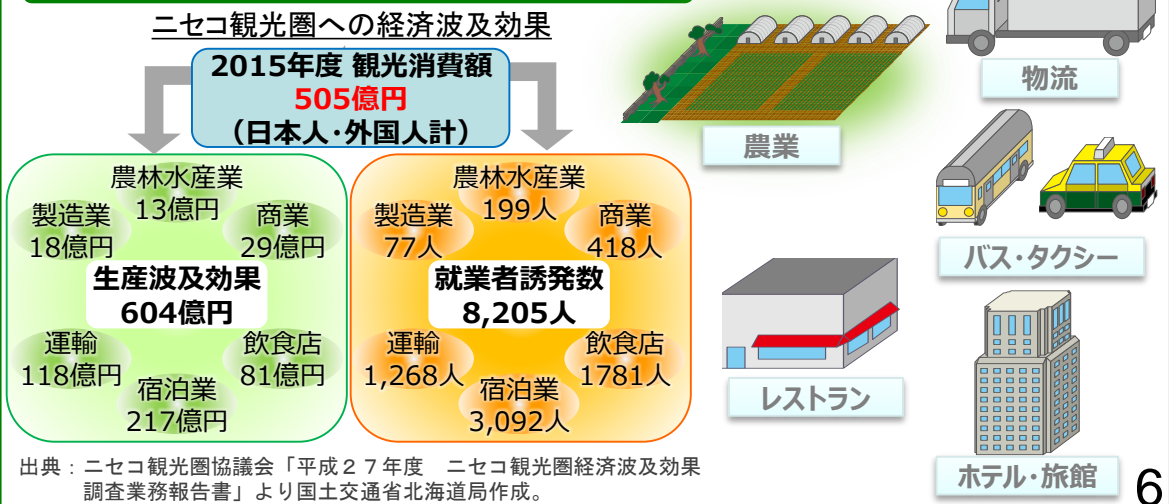 ニセコ観光圏への経済波及効果
2015年度 観光消費額
505億円
（日本人・外国人計）
農林水産業
13億円
製造業
18億円
商業
29億円
生産波及効果
604億円
運輸
118億円
飲食店
81億円
宿泊業
217億円
農林水産業
199人
製造業
77人
商業
418人
就業者誘発数
8,205人
運輸
1,268人
飲食店
1781人
宿泊業
3,092人
農業
物流
バス・タクシー
レストラン
ホテル・旅館
出典：ニセコ観光圏協議会「平成２７年度　ニセコ観光圏経済波及効果
調査業務報告書」より国土交通省北海道局作成。
6